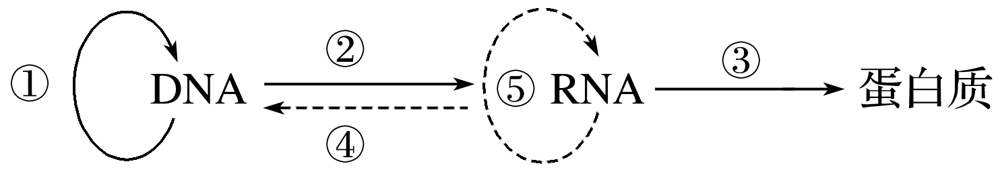 ① DNA ② ④ ⑤ RNA ③ 蛋白质